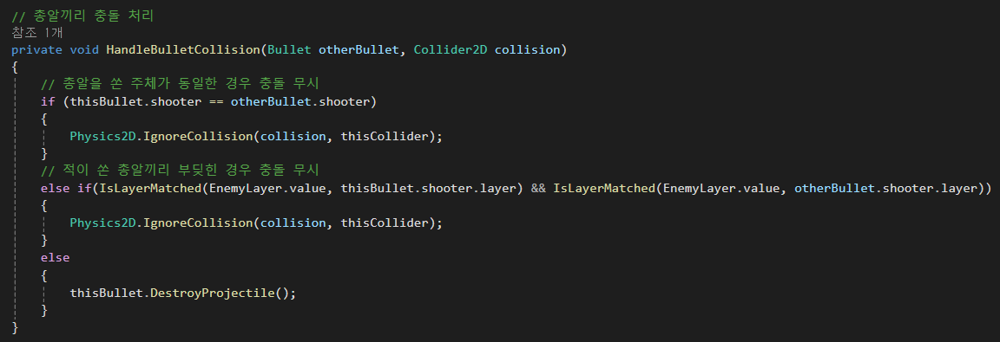 // 총알끼리 충돌 처리
참조 1개
private void HandleBulletCollision(Bullet otherBullet, Collider2D collision)
{
// 총알을 쏜 주체가 동일한 경우 충돌 무시
if (thisBullet.shooter == otherBullet.shooter)
{
Physics2D.IgnoreCollision(collision, thisCollider);
}
// 적이 쏜 총알끼리 부딪힌 경우 충돌 무시
else if(IsLayerMatched(EnemyLayer.value, thisBullet.shooter.layer) && IsLayerMatched(EnemyLayer.value, otherBullet.shooter.layer))
{
Physics2D.IgnoreCollision(collision, thisCollider);
}
else
{
thisBullet.DestroyProjectile();
}
}